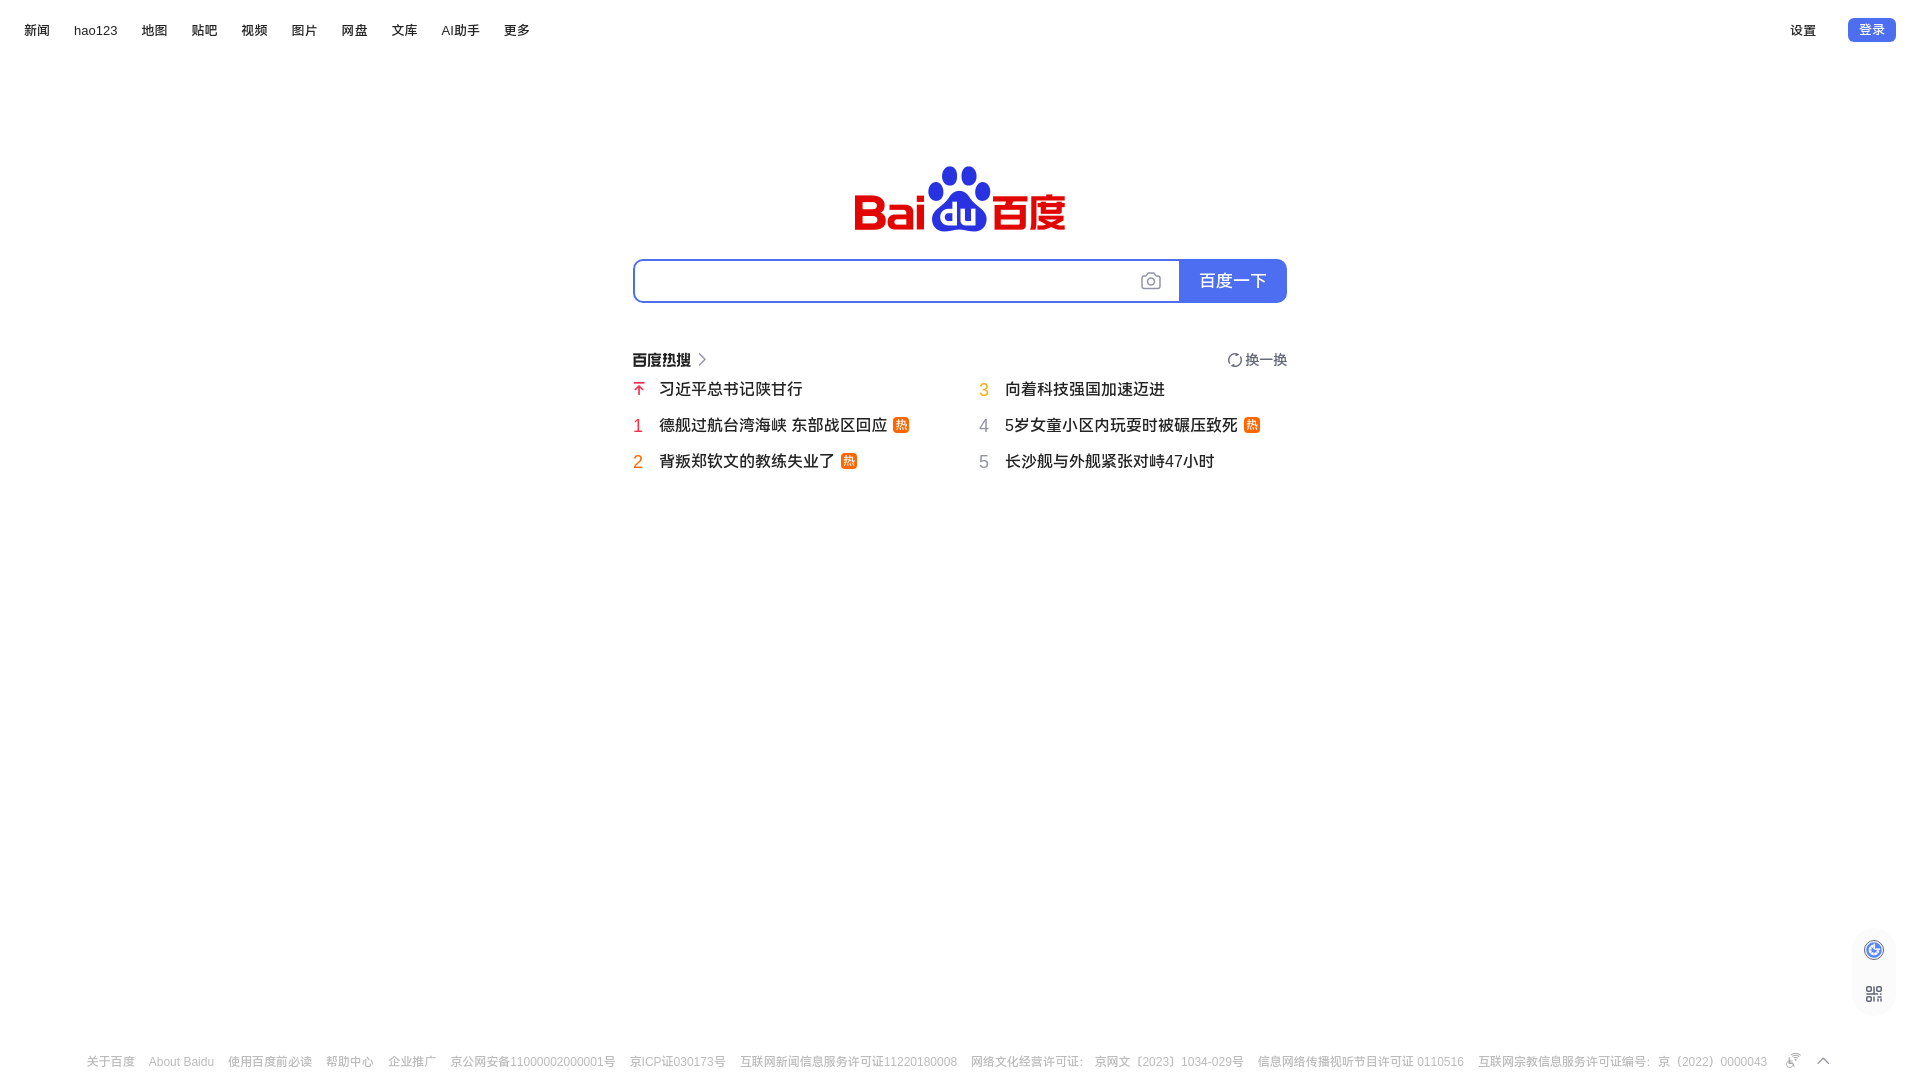 新闻 hao123 地图 贴吧 视频 图片 网盘 文库 AI助手 更多 设置 登录
Bai du 百度
百度一下
百度热搜 换一换
习近平总书记陕甘行
1 德舰过航台湾海峡 东部战区回应 热
2 背叛郑钦文的教练失业了 热
3 向着科技强国加速迈进
4 5岁女童小区内玩耍时被碾压致死 热
5 长沙舰与外舰紧张对峙47小时
关于百度 About Baidu 使用百度前必读 帮助中心 企业推广 京公网安备11000002000001号 京ICP证030173号 互联网新闻信息服务许可证11220180008 网络文化经营许可证： 京网文〔2023〕1034-029号 信息网络传播视听节目许可证 0110516 互联网宗教信息服务许可证编号：京（2022）0000043